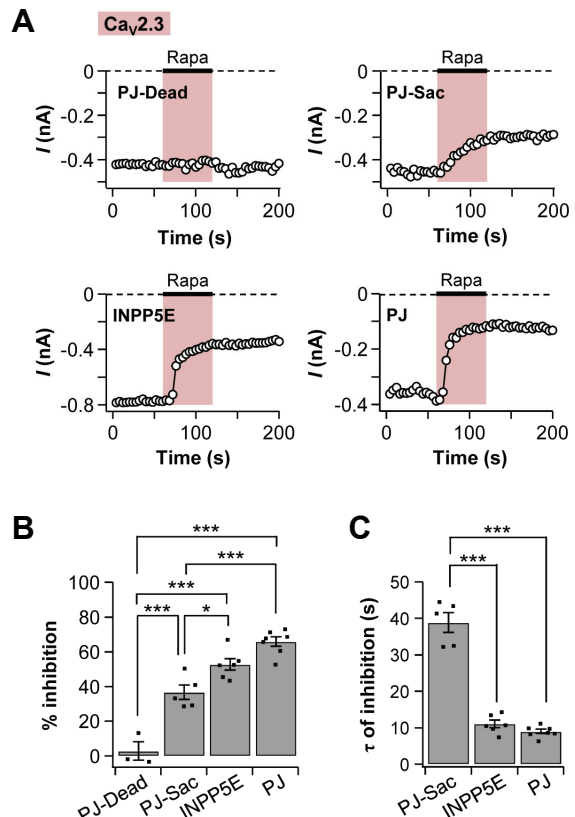 A
CaV2.3
Rapa
PJ-Dead
0
-0.2
-0.4
I (nA)
0 100 200
Time (s)
Rapa
PJ-Sac
0
-0.2
-0.4
I (nA)
0 100 200
Time (s)
Rapa
INPP5E
0
-0.4
-0.8
I (nA)
0 100 200
Time (s)
Rapa
PJ
0
-0.2
-0.4
I (nA)
0 100 200
Time (s)
B
***
***
***
*** *
100
80
60
40
20
0
% inhibition
PJ-Dead PJ-Sac INPP5E PJ
C
***
***
50
40
30
20
10
0
τ of inhibition (s)
PJ-Sac INPP5E PJ